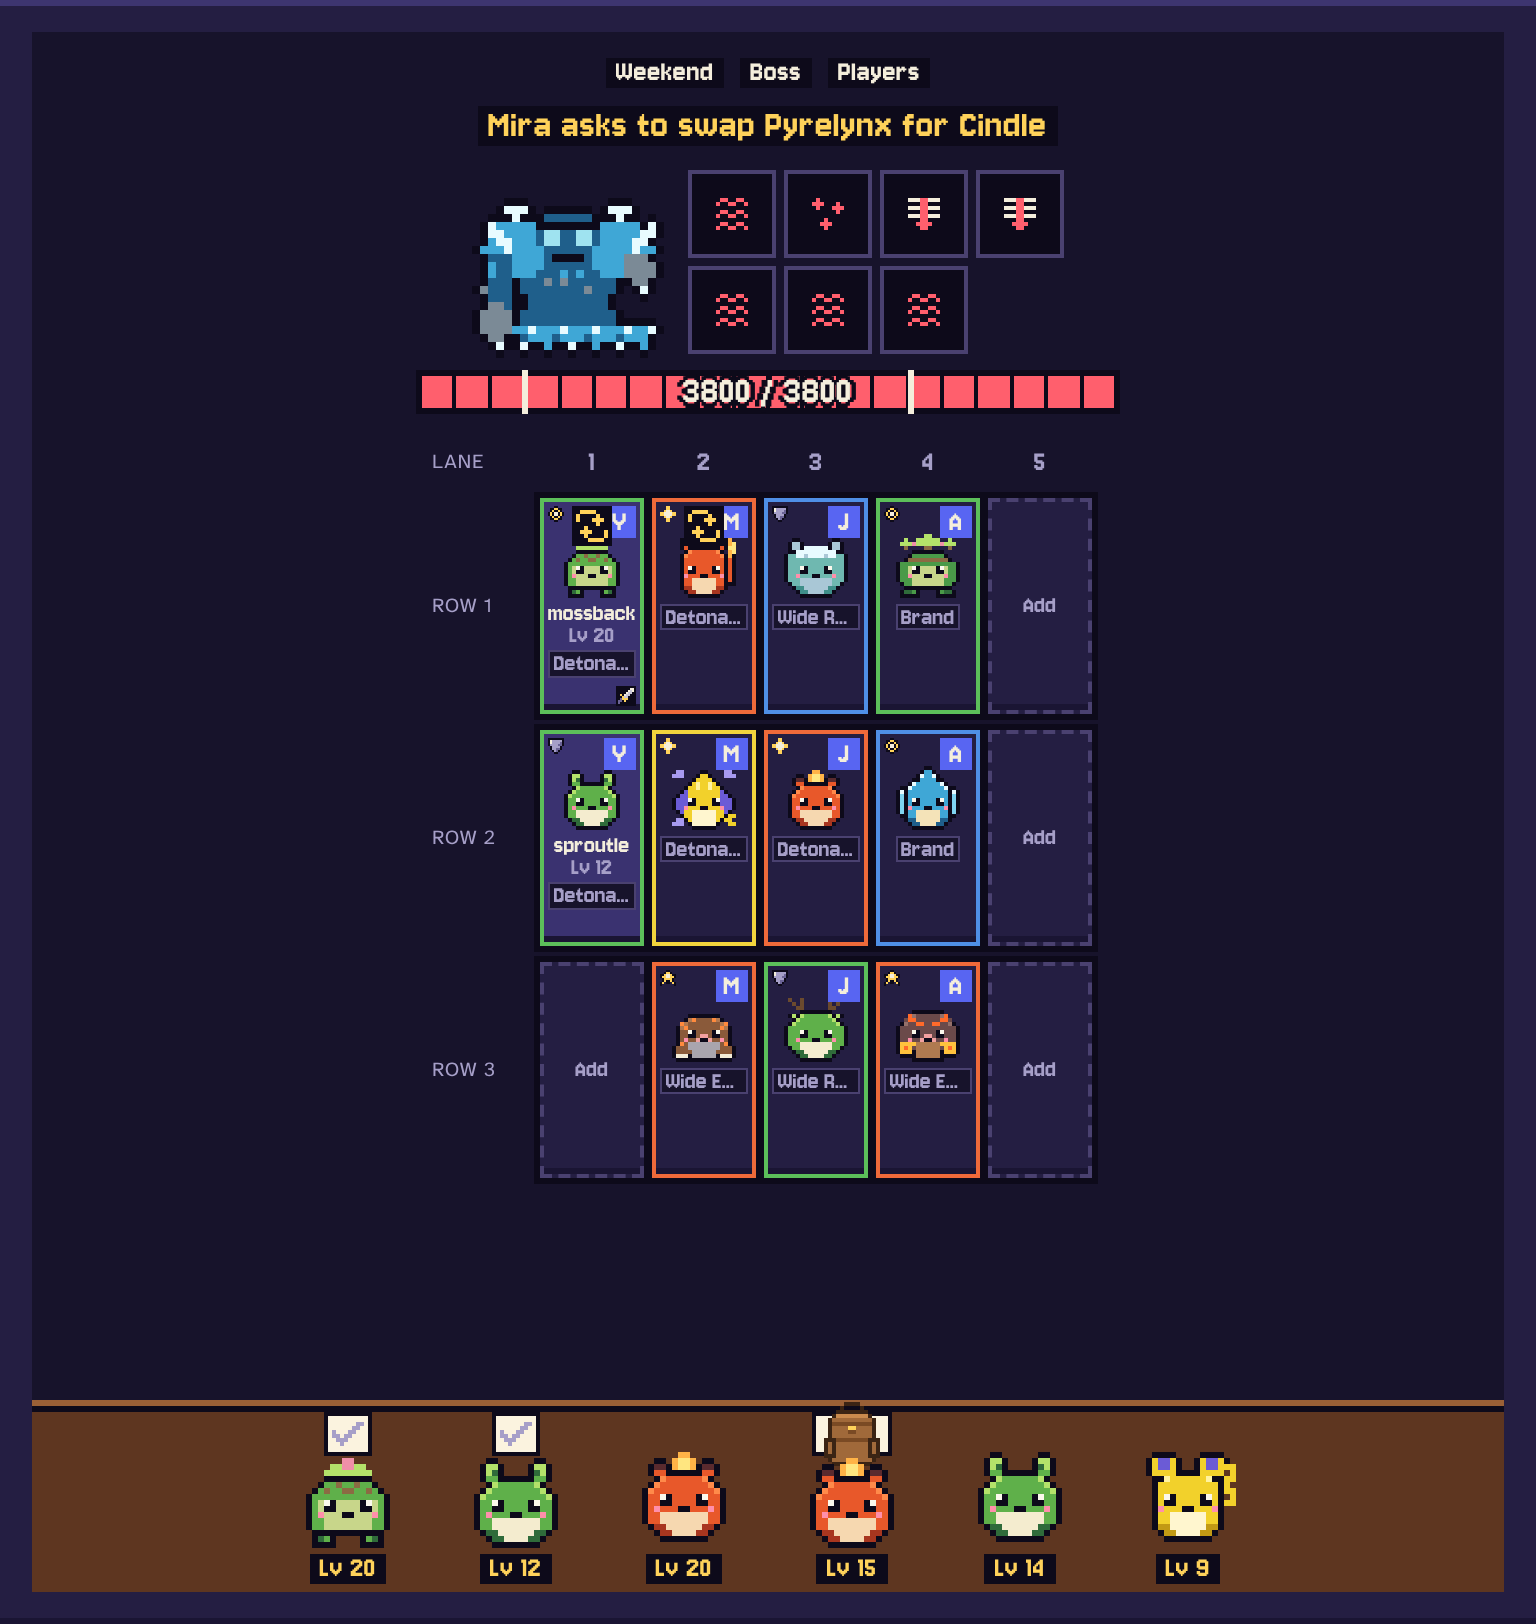 Weekend Boss Players
Mira asks to swap Pyrelynx for Cindle
3800 / 3800
LANE 1 2 3 4 5
Y M J A
ROW 1
mossback
Lv 20
Detona... Detona... Wide R... Brand Add
Y M J A
ROW 2
sproutle
Lv 12
Detona... Detona... Detona... Brand Add
M J A
ROW 3 Add Wide E... Wide R... Wide E... Add
Lv 20 Lv 12 Lv 20 Lv 15 Lv 14 Lv 9